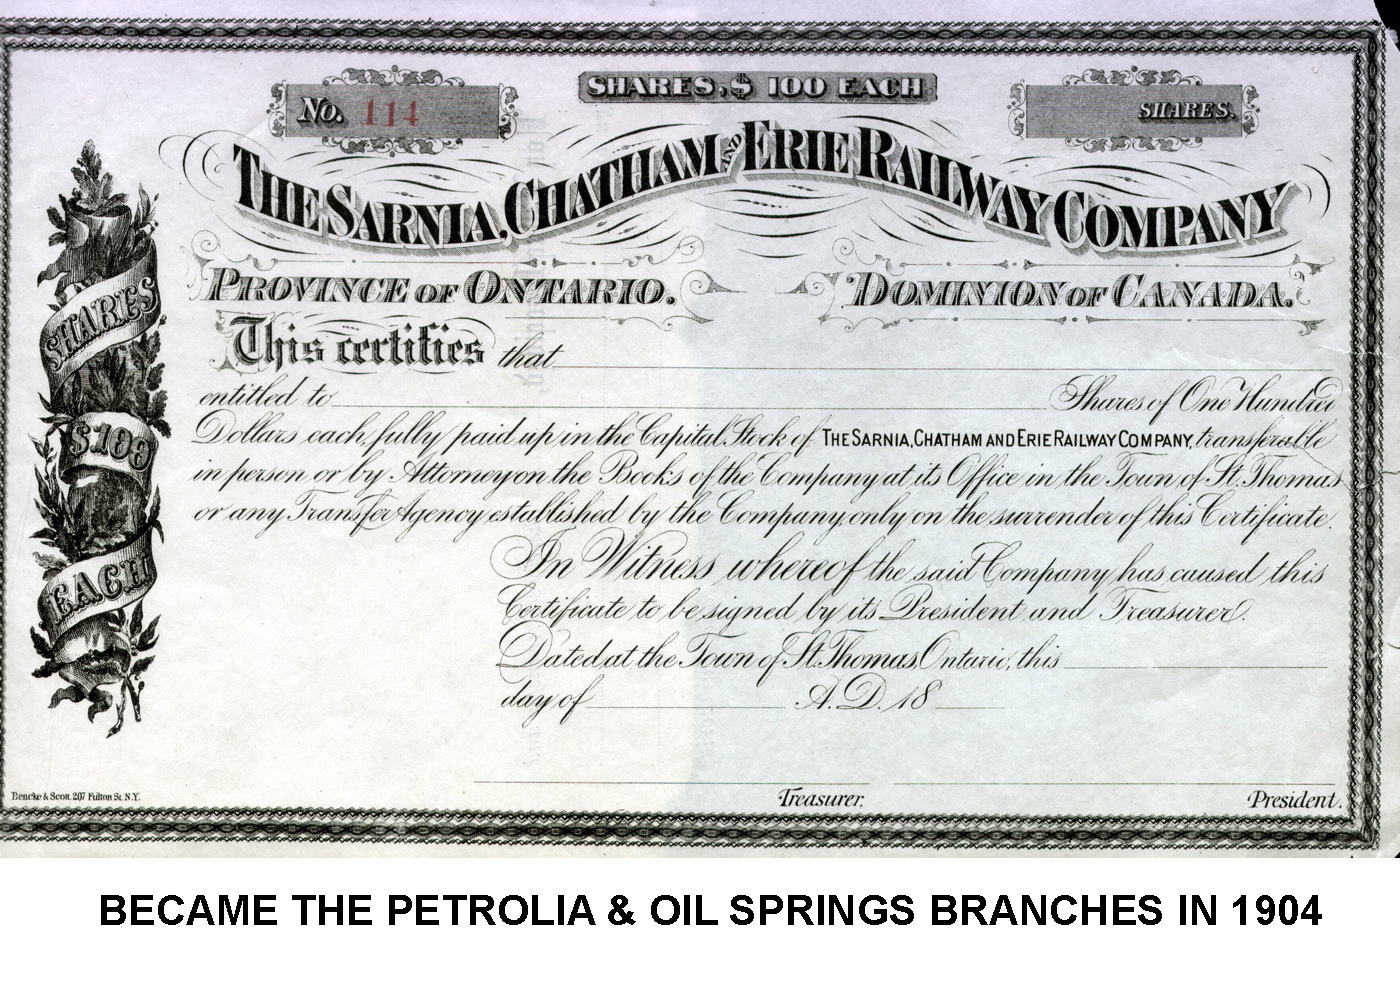 SHARES, $ 100 EACH
No. 114
SHARES.
THE SARNIA, CHATHAM AND ERIE RAILWAY COMPANY
PROVINCE OF ONTARIO.
DOMINION OF CANADA.
SHARES
$100
EACH
This certifies that
entitled to Shares of One Hundred
Dollars each, fully paid up in the Capital Stock of THE SARNIA, CHATHAM AND ERIE RAILWAY COMPANY, transferable
in person or by Attorney on the Books of the Company at its Office in the Town of St. Thomas
or any Transfer Agency established by the Company, only on the surrender of this Certificate.
In Witness whereof the said Company has caused this
Certificate to be signed by its President and Treasurer.
Dated at the Town of St. Thomas, Ontario, this
day of A.D. 18
Bencke & Scott. 207 Fulton St. N.Y.
Treasurer.
President.
BECAME THE PETROLIA & OIL SPRINGS BRANCHES IN 1904